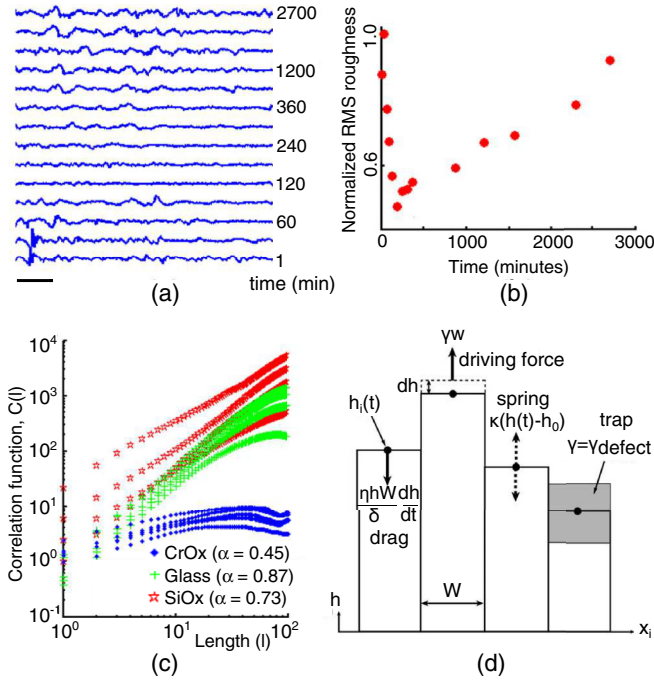 2700
1200
360
240
120
60
1
time (min)
(a)
Normalized RMS roughness
1.0
0.6
0
1000
2000
3000
Time (minutes)
(b)
Correlation function, C(l)
10^4
10^3
10^2
10^1
10^0
10^-1
CrOx (α = 0.45)
Glass (α = 0.87)
SiOx (α = 0.73)
10^0
10^1
10^2
Length (l)
(c)
γw
driving force
dh
h_i(t)
spring
κ(h(t)-h_0)
trap
γ=γ_defect
ηhW dh
δ dt
drag
W
h
x_i
(d)